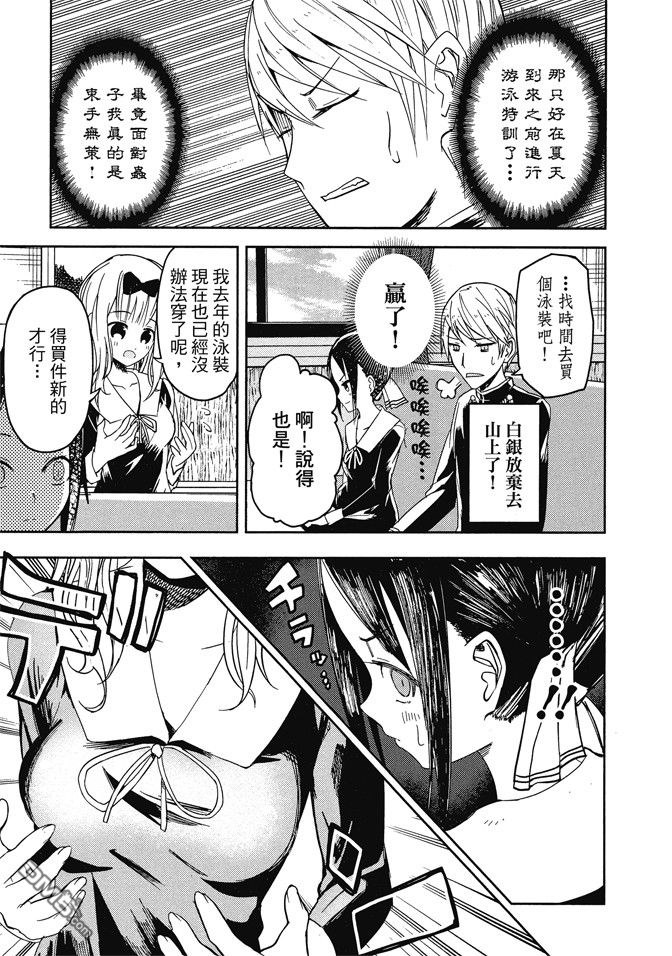 那只好在夏天
到來之前進行
游泳特訓了…
畢竟面對蟲
子我真的是
束手無策！
…找時間去買
個泳裝吧！
白銀放棄去
山上了！
唉唉唉唉…
贏了！
啊！說得
也是！
我去年的泳裝
現在也已經沒
辦法穿了呢，
得買件新的
才行…
○○○○○○!!
チラッ…